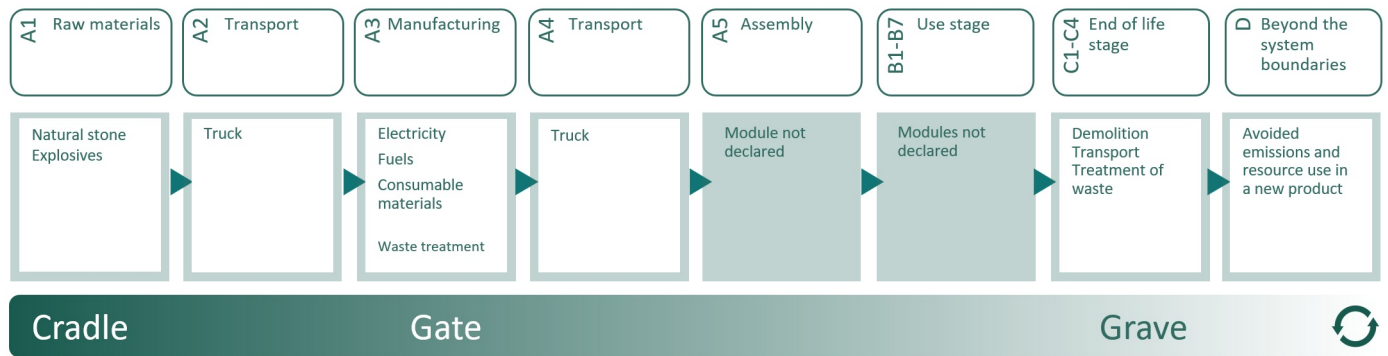 A1 Raw materials
A2 Transport
A3 Manufacturing
A4 Transport
A5 Assembly
B1-B7 Use stage
C1-C4 End of life
stage
D Beyond the
system
boundaries
Natural stone
Explosives
Truck
Electricity
Fuels
Consumable
materials
Waste treatment
Truck
Module not
declared
Modules not
declared
Demolition
Transport
Treatment of
waste
Avoided
emissions and
resource use in
a new product
Cradle
Gate
Grave